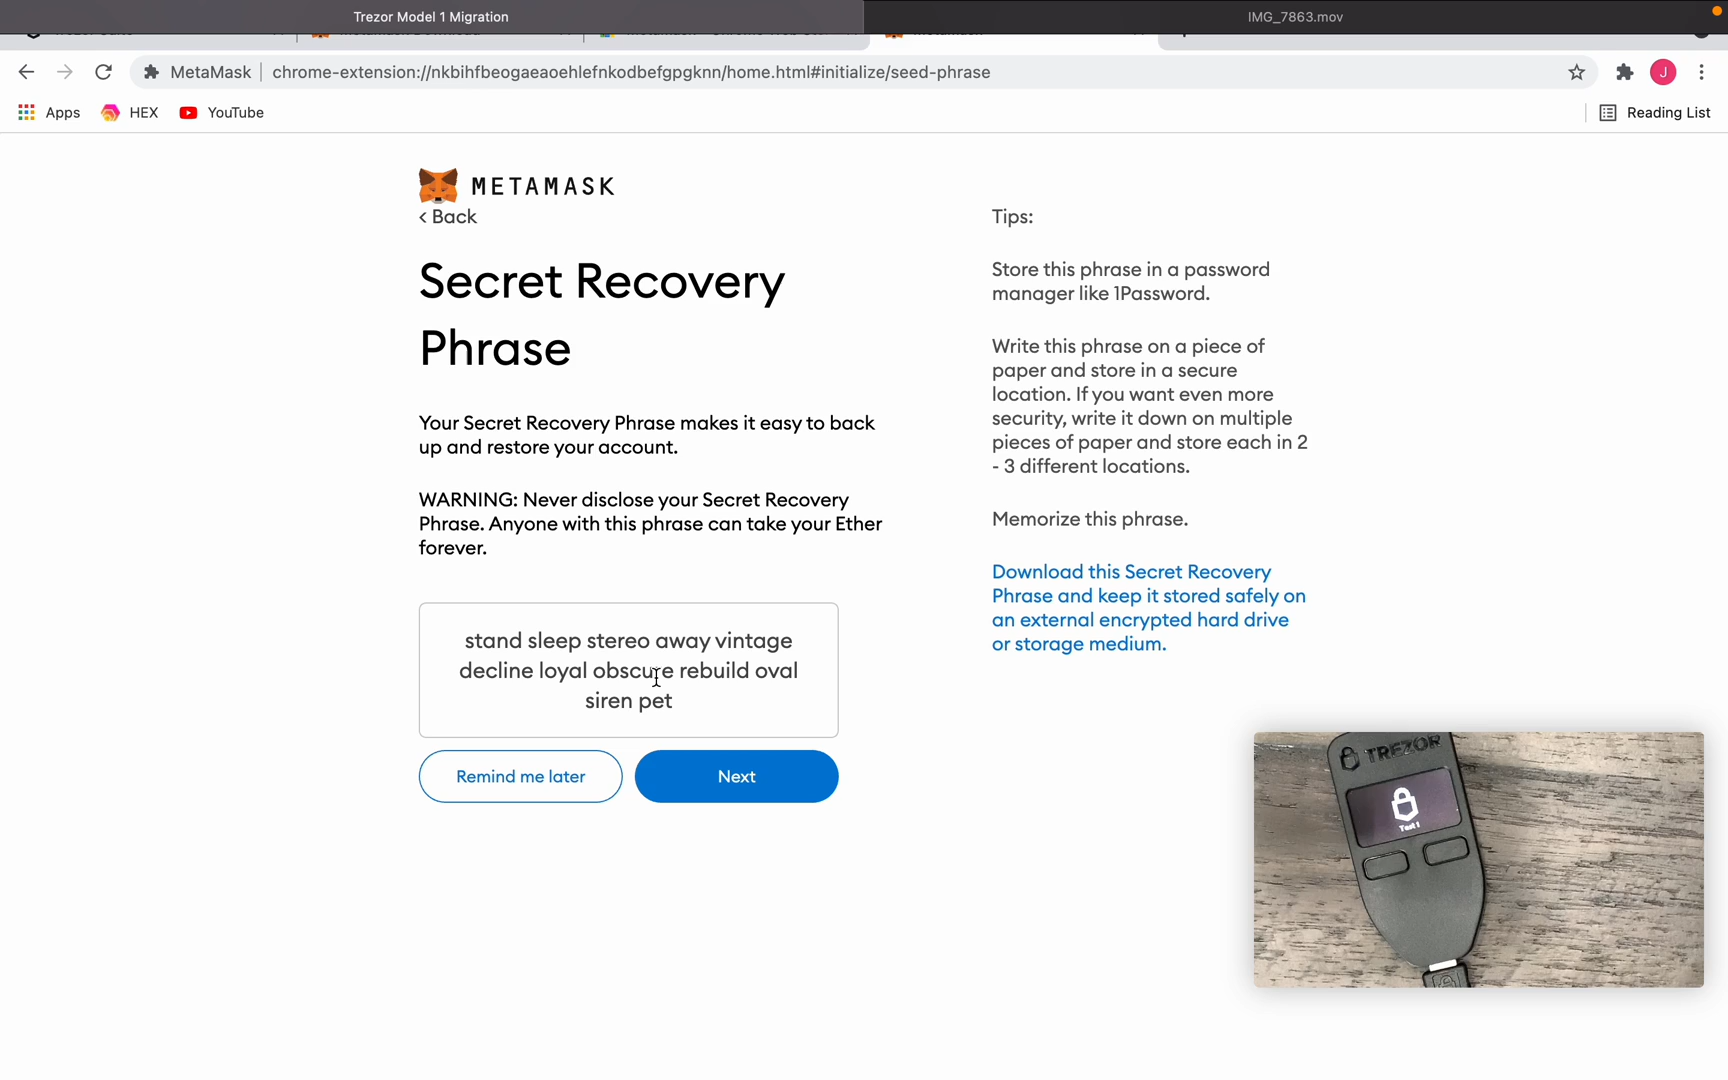 Trezor Model 1 Migration
IMG_7863.mov
MetaMask
chrome-extension://nkbihfbeogaeaoehlefnkodbefgpgknn/home.html#initialize/seed-phrase
J
Apps
HEX
YouTube
Reading List
METAMASK
< Back
Secret Recovery
Phrase
Your Secret Recovery Phrase makes it easy to back
up and restore your account.
WARNING: Never disclose your Secret Recovery
Phrase. Anyone with this phrase can take your Ether
forever.
stand sleep stereo away vintage
decline loyal obscure rebuild oval
siren pet
Remind me later
Next
Tips:
Store this phrase in a password
manager like 1Password.
Write this phrase on a piece of
paper and store in a secure
location. If you want even more
security, write it down on multiple
pieces of paper and store each in 2
- 3 different locations.
Memorize this phrase.
Download this Secret Recovery
Phrase and keep it stored safely on
an external encrypted hard drive
or storage medium.
TREZOR
Test 1